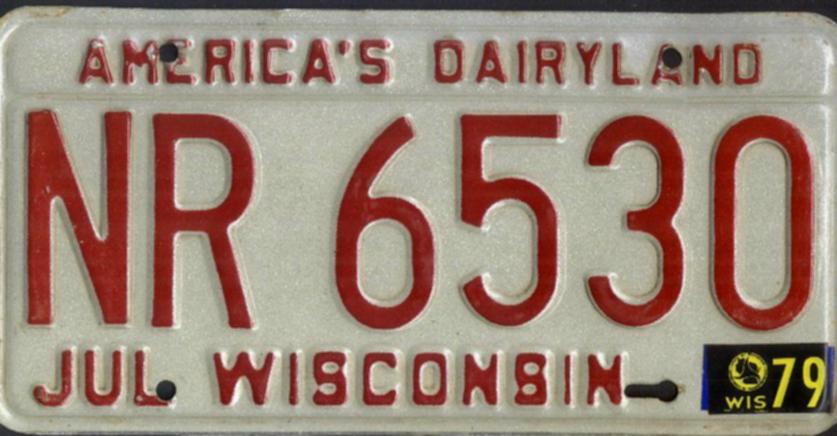 AMERICA'S DAIRYLAND
NR 6530
JUL WISCONSIN
WIS 79